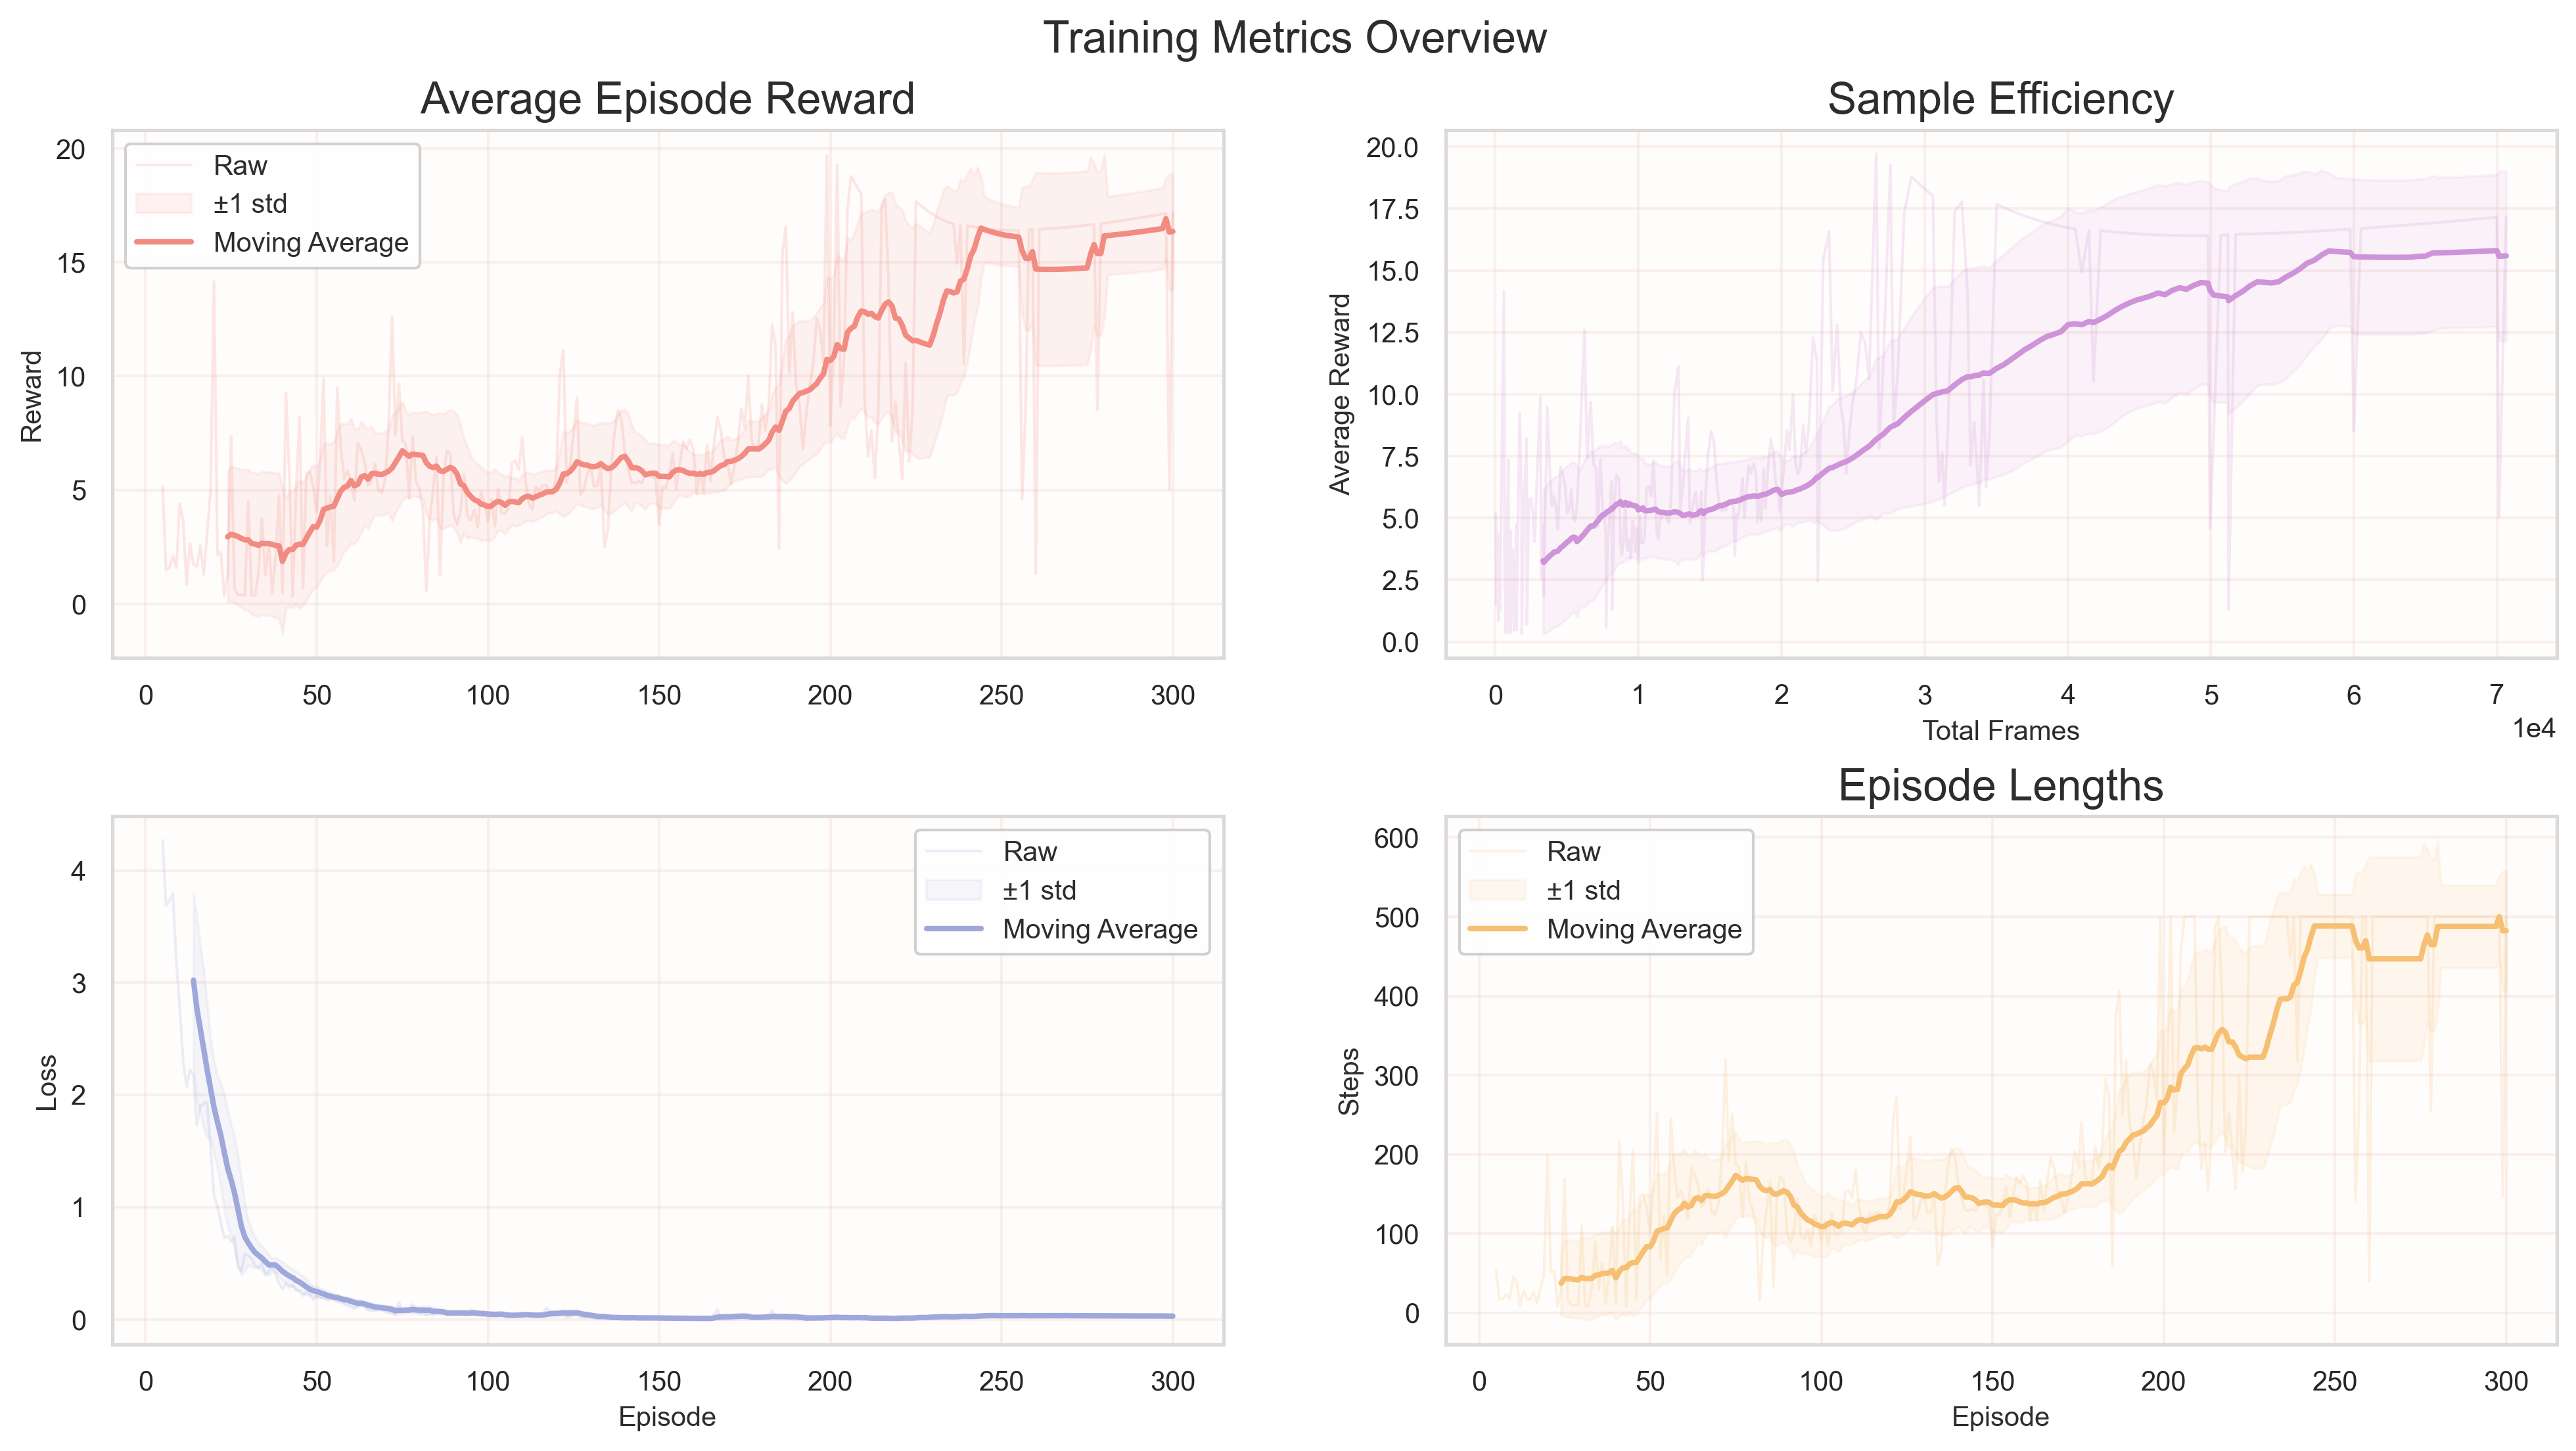 Training Metrics Overview
Average Episode Reward
20
15
10
5
0
Reward
Raw
±1 std
Moving Average
0 50 100 150 200 250 300
Sample Efficiency
20.0
17.5
15.0
12.5
10.0
7.5
5.0
2.5
0.0
Average Reward
0 1 2 3 4 5 6 7
1e4
Total Frames
4
3
2
1
0
Loss
Raw
±1 std
Moving Average
0 50 100 150 200 250 300
Episode
Episode Lengths
600
500
400
300
200
100
0
Steps
Raw
±1 std
Moving Average
0 50 100 150 200 250 300
Episode